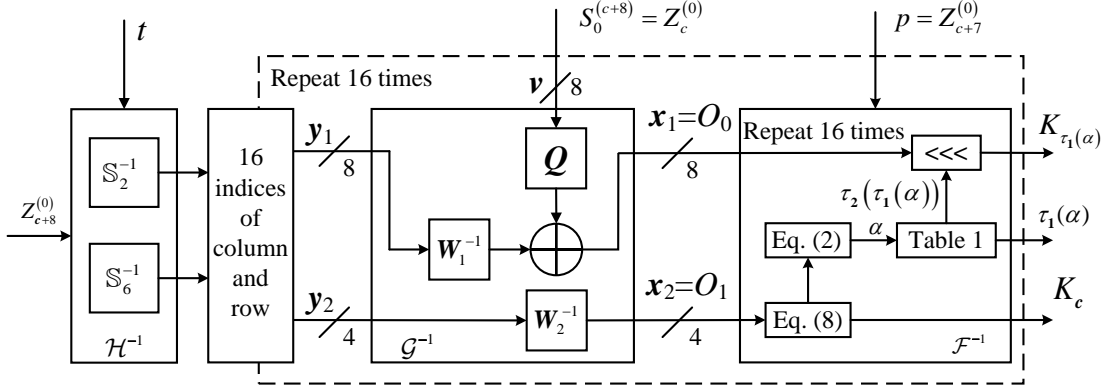 t
S_0^{(c+8)} = Z_c^{(0)}
p = Z_{c+7}^{(0)}
Repeat 16 times
v 8
y_1 8
x_1=O_0 8
Repeat 16 times
<<<
K_{τ_1(α)}
𝕊_2^{-1}
16 indices of column and row
Q
Z_{c+8}^{(0)}
τ_2(τ_1(α))
W_1^{-1}
Eq. (2)
α
Table 1
τ_1(α)
𝕊_6^{-1}
y_2 4
W_2^{-1}
x_2=O_1 4
Eq. (8)
K_c
ℋ^{-1}
𝒢^{-1}
ℱ^{-1}